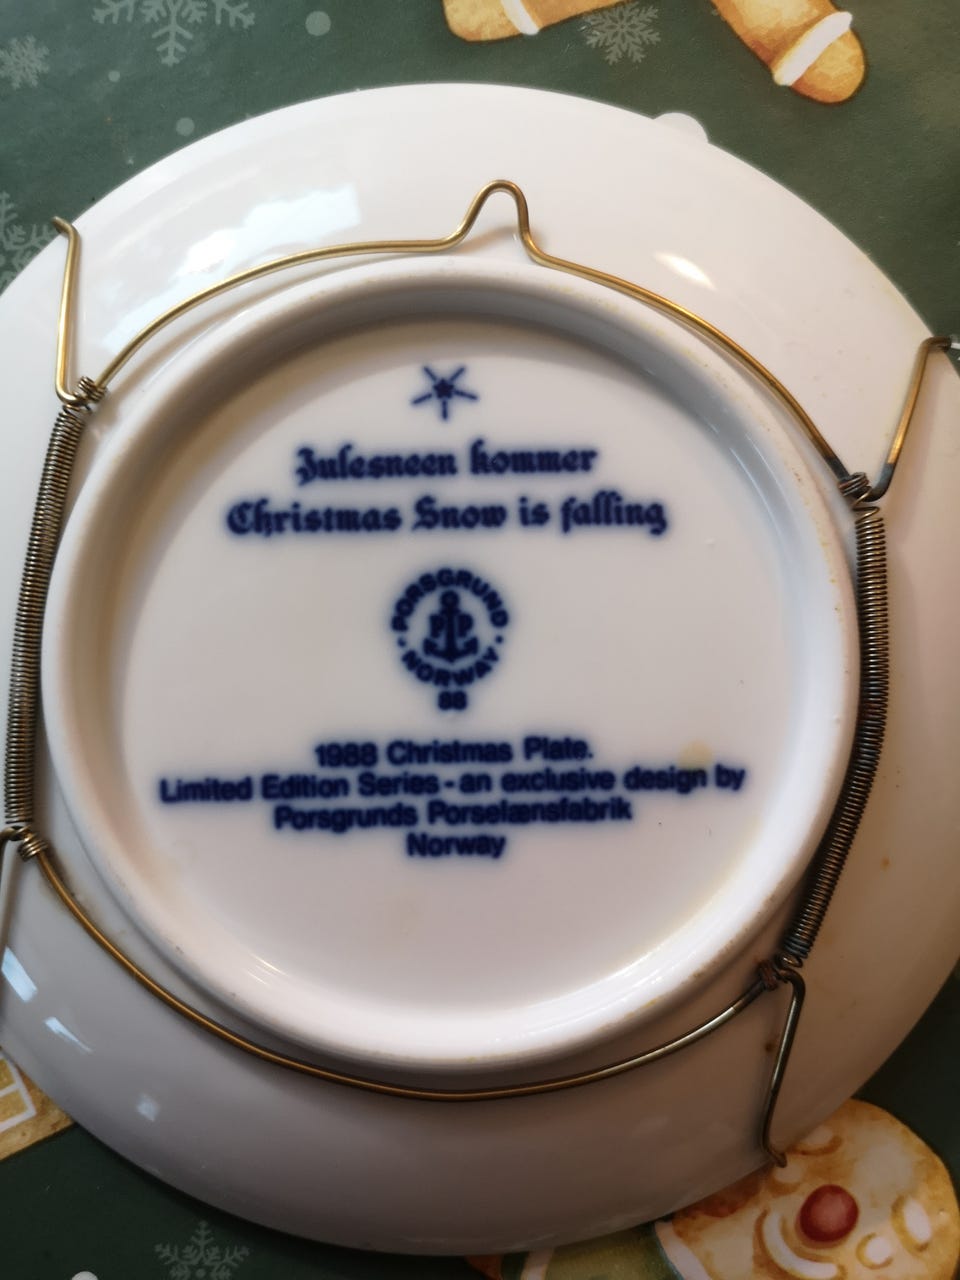 Julesneen kommer
Christmas Snow is falling
PORSGRUND
PP
NORWAY
88
1988 Christmas Plate.
Limited Edition Series - an exclusive design by
Porsgrunds Porselænsfabrik
Norway